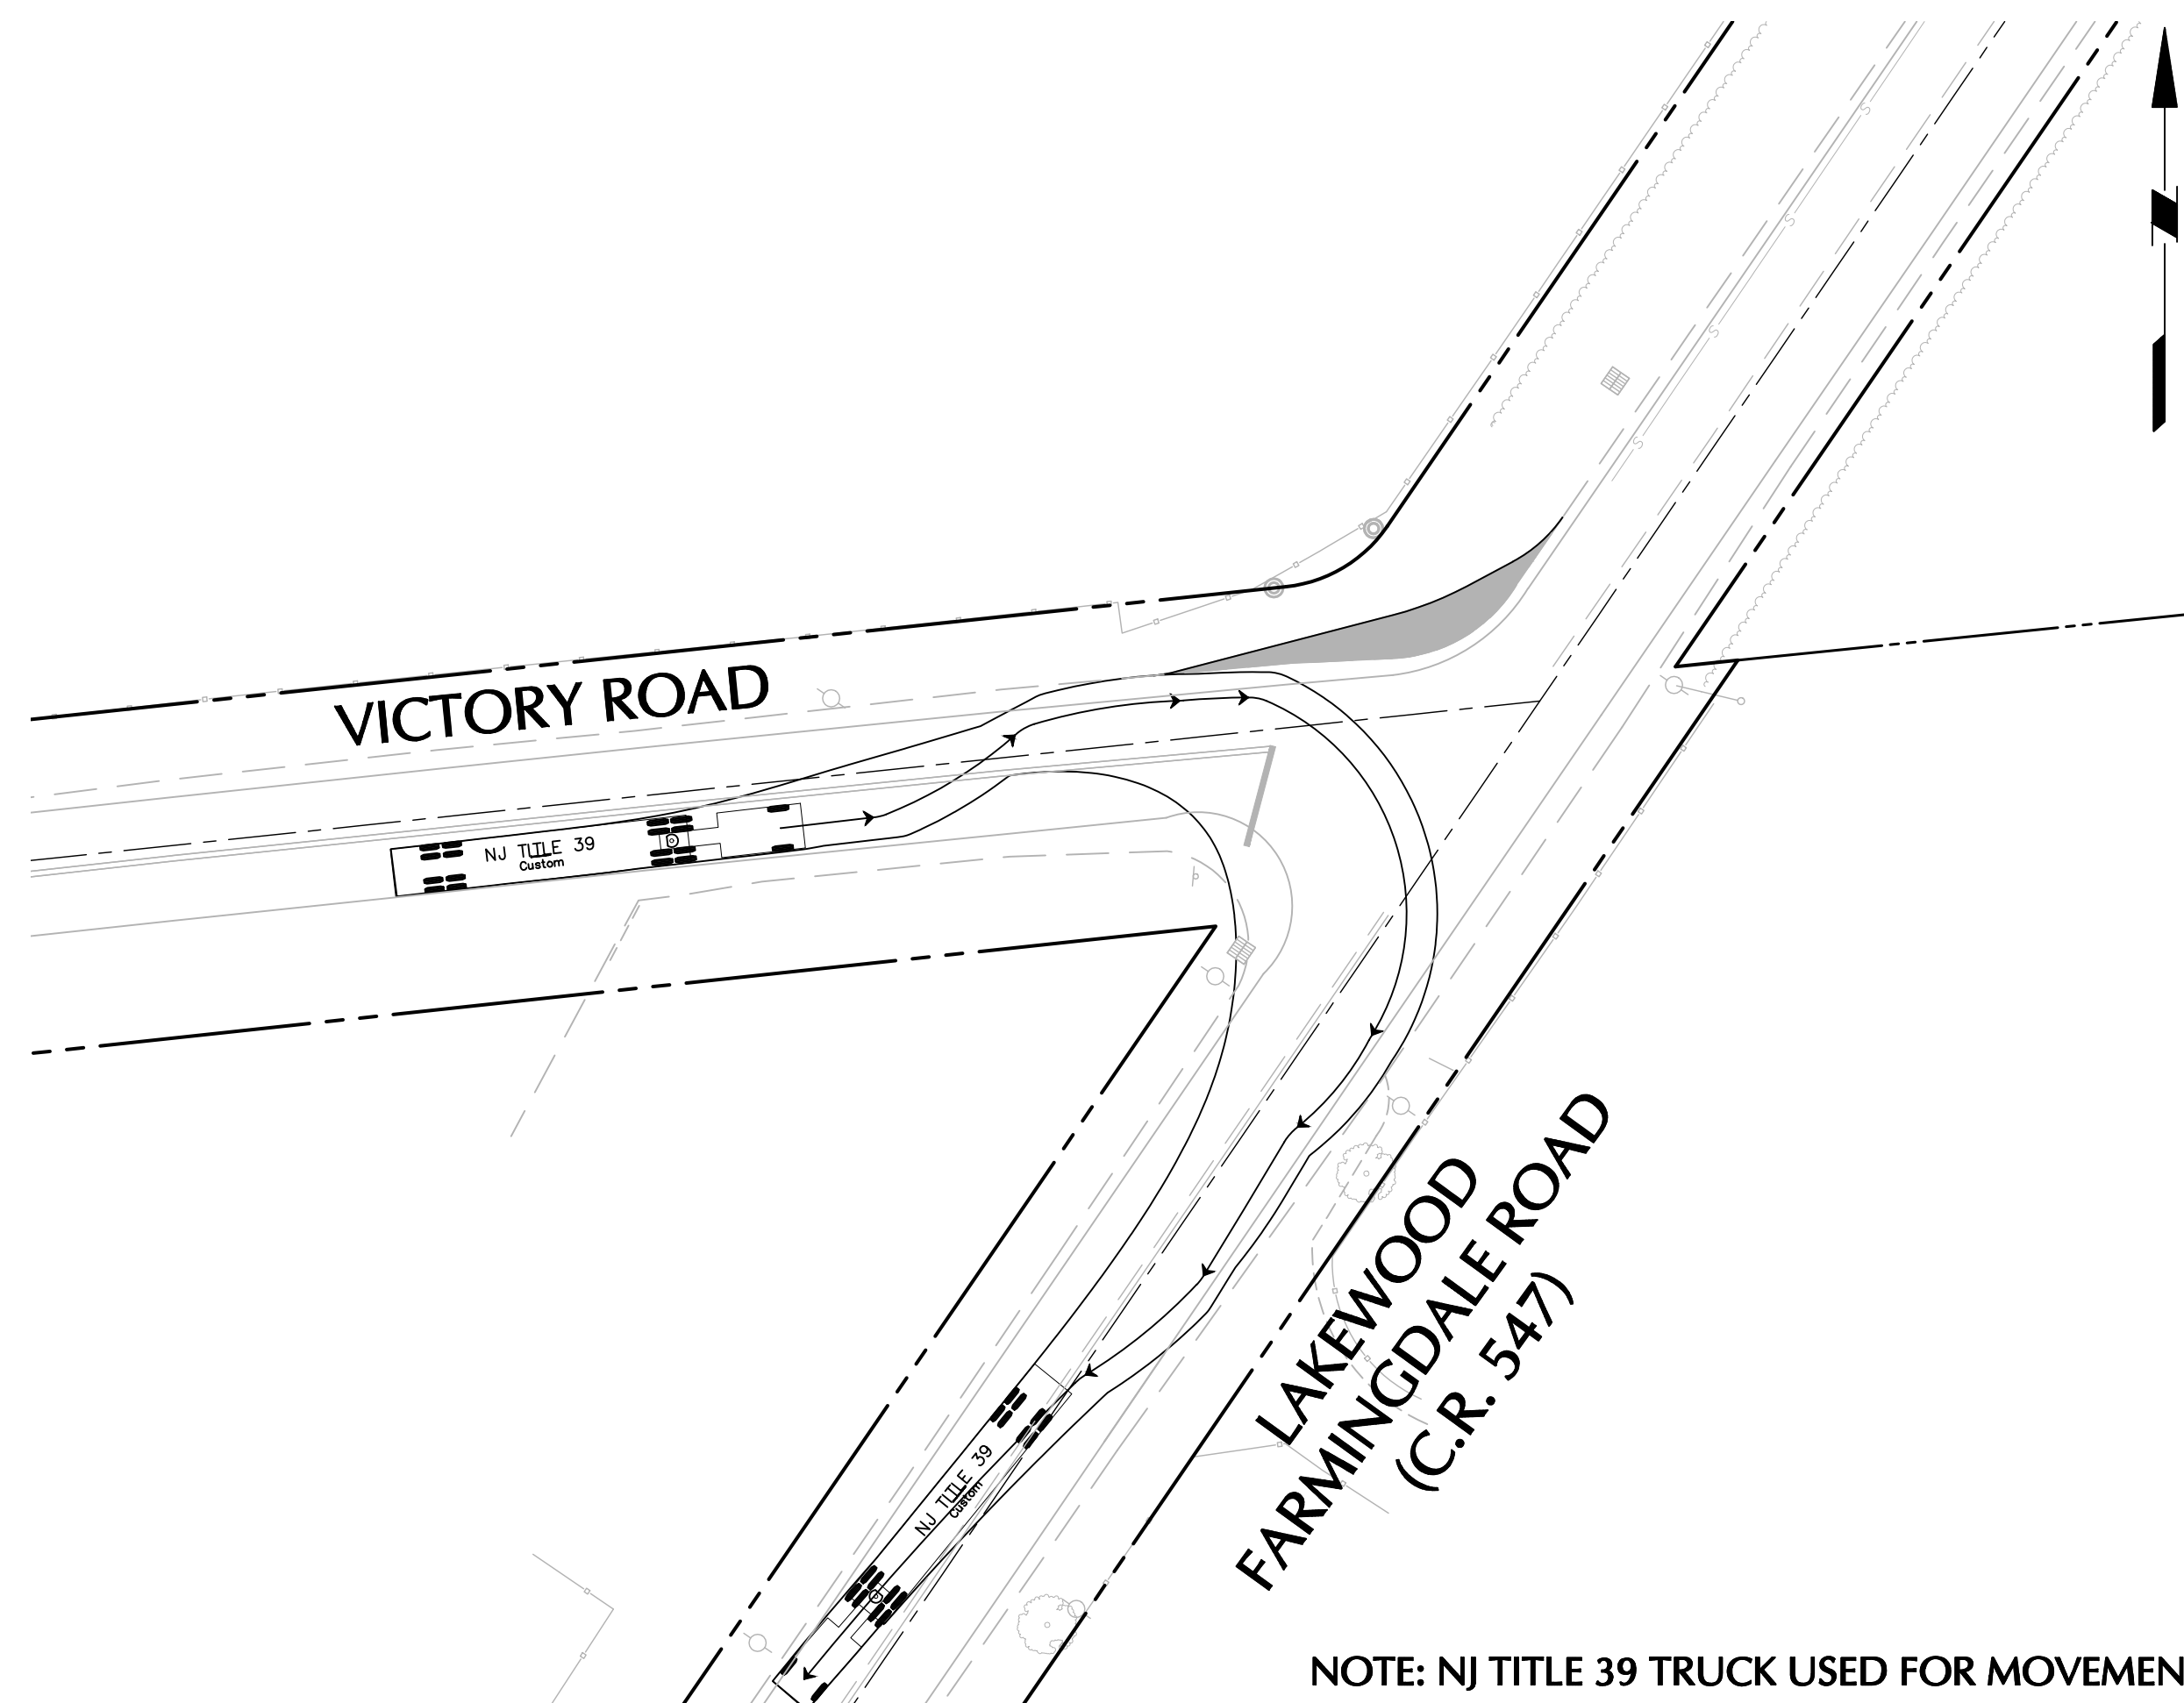 VICTORY ROAD
NJ TITLE 39
Custom
S
S
S
S
LAKEWOOD
FARMINGDALE ROAD
(C.R. 547)
NJ TITLE 39
Custom
NOTE: NJ TITLE 39 TRUCK USED FOR MOVEMEN